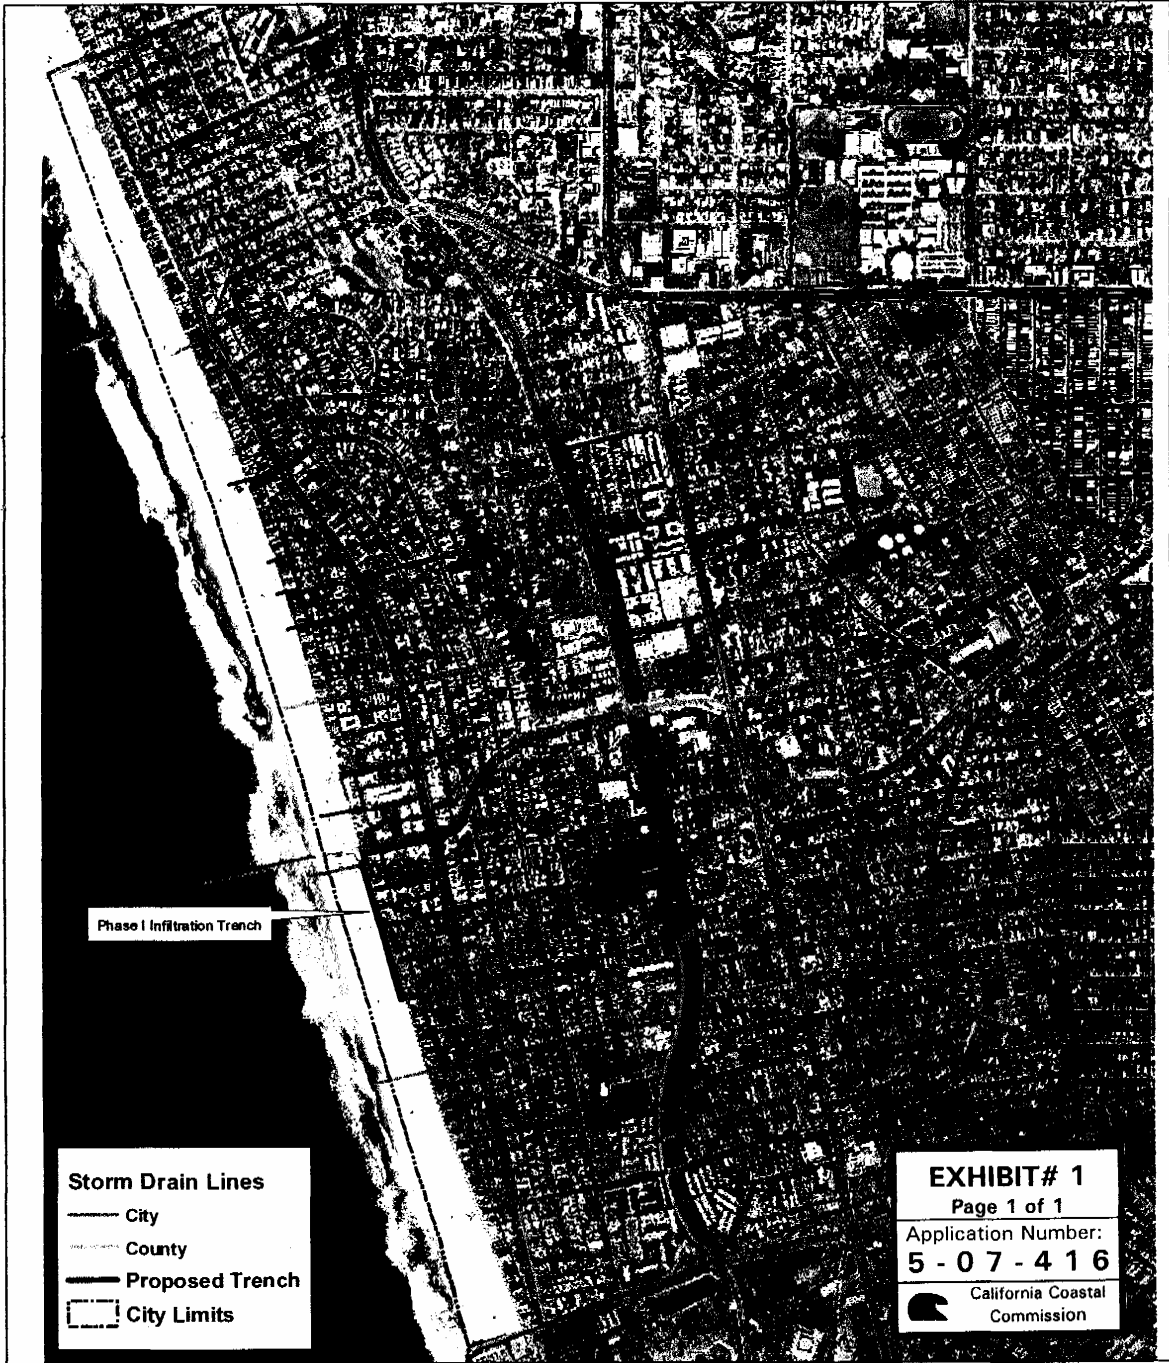 Phase I Infiltration Trench
Storm Drain Lines
City
County
Proposed Trench
City Limits
EXHIBIT# 1
Page 1 of 1
Application Number:
5-07-416
California Coastal
Commission